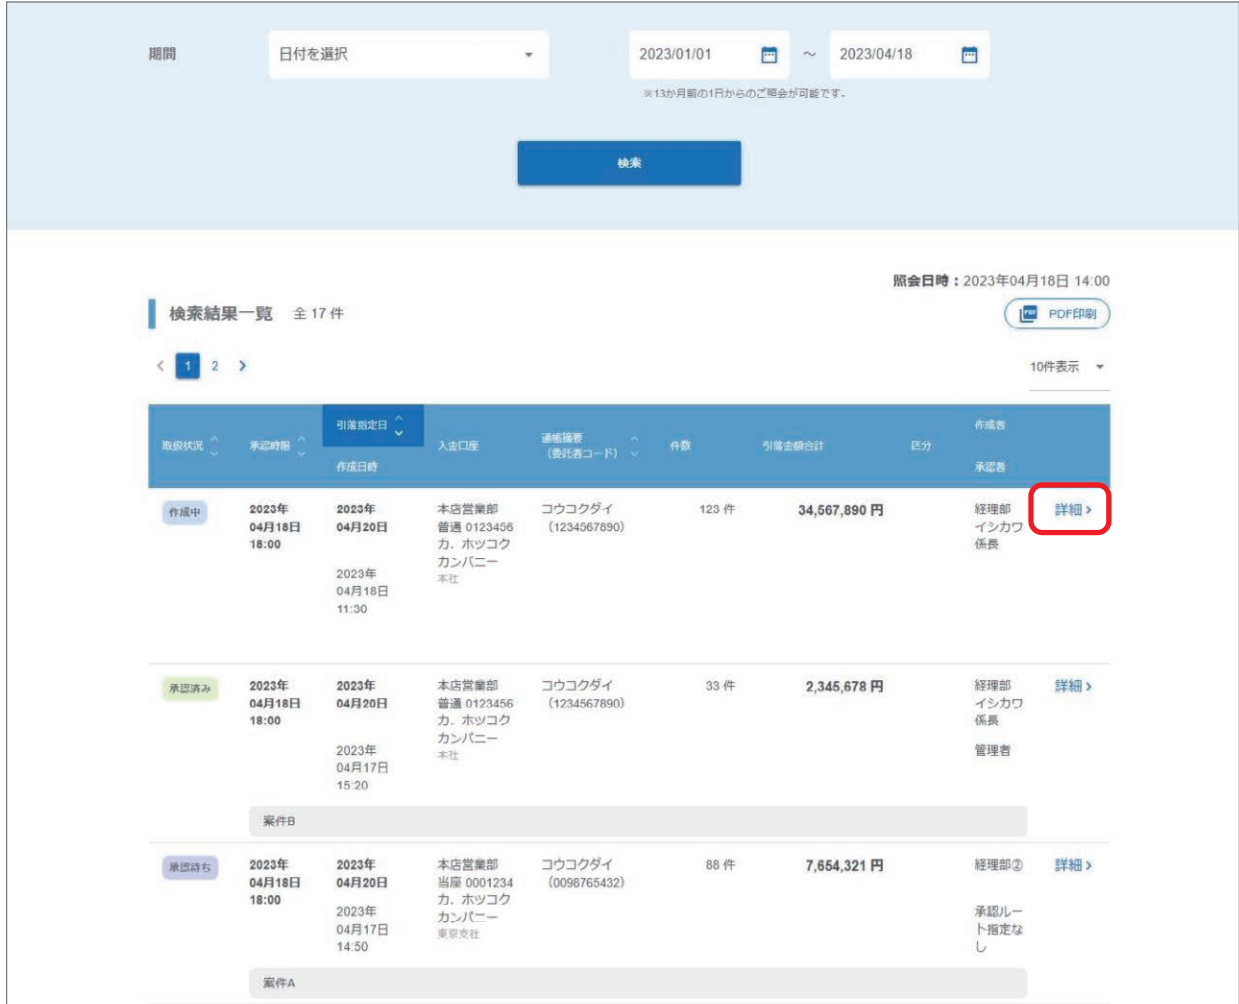 期間
日付を選択
2023/01/01 ～ 2023/04/18
※13か月前の1日からのご照会が可能です。
検索
照会日時：2023年04月18日 14:00
検索結果一覧 全 17 件
PDF印刷
1 2
10件表示
取扱状況
承認時限
引落指定日
作成日時
入金口座
通帳摘要
（委託者コード）
件数
引落金額合計
区分
作成者
承認者
作成中
2023年
04月18日
18:00
2023年
04月20日
2023年
04月18日
11:30
本店営業部
普通 0123456
カ．ホツコク
カンパニー
本社
コウコクダイ
（1234567890）
123 件
34,567,890 円
経理部
イシカワ
係長
詳細
承認済み
2023年
04月18日
18:00
2023年
04月20日
2023年
04月17日
15:20
本店営業部
普通 0123456
カ．ホツコク
カンパニー
本社
コウコクダイ
（1234567890）
33 件
2,345,678 円
経理部
イシカワ
係長
管理者
詳細
案件B
承認待ち
2023年
04月18日
18:00
2023年
04月20日
2023年
04月17日
14:50
本店営業部
当座 0001234
カ．ホツコク
カンパニー
東京支社
コウコクダイ
（0098765432）
88 件
7,654,321 円
経理部②
承認ルー
ト指定な
し
詳細
案件A